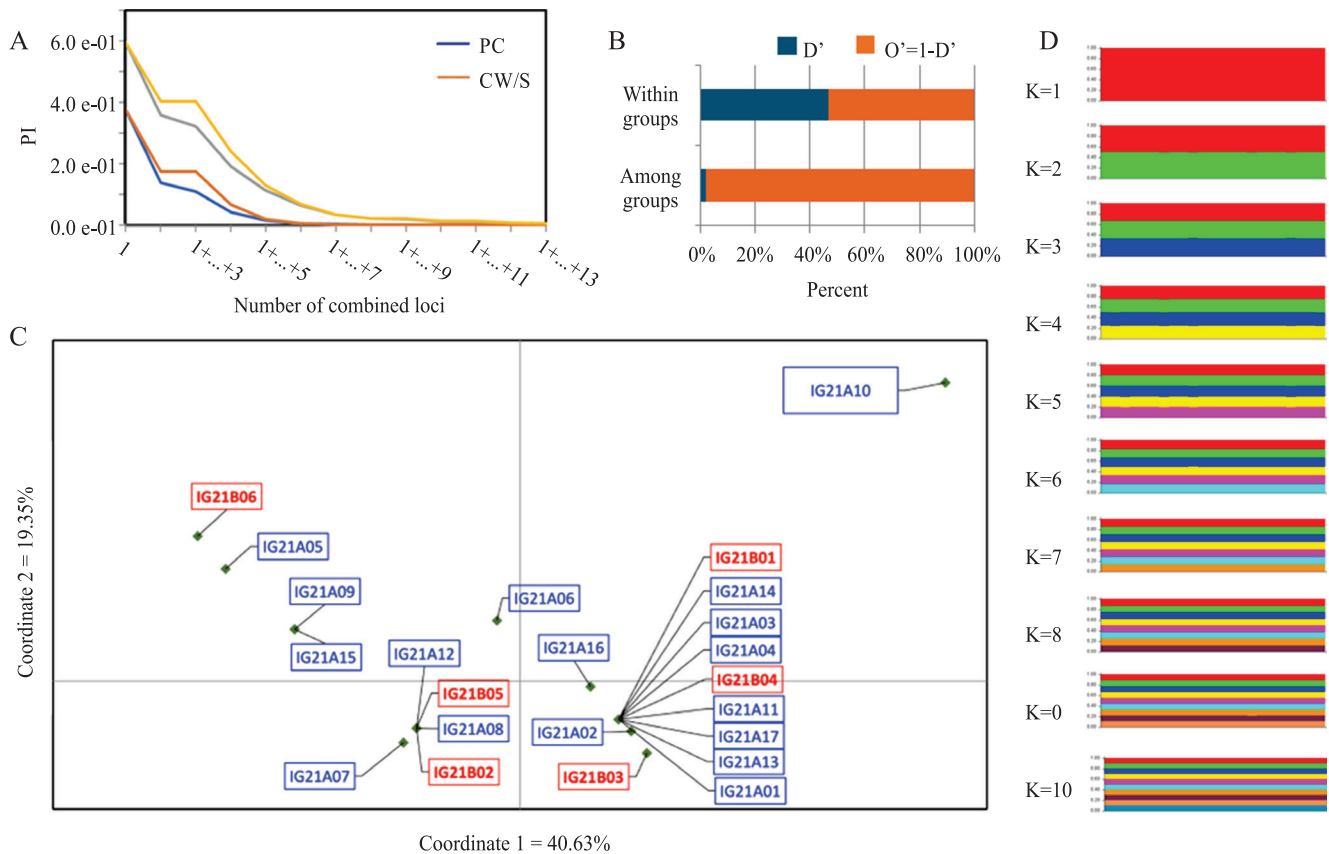 A
6.0 e-01
4.0 e-01
2.0 e-01
0.0 e-01
PI
PC
CW/S
1
1+...+3
1+...+5
1+...+7
1+...+9
1+...+11
1+...+13
Number of combined loci
B
D'
O'=1-D'
Within
groups
Among
groups
0%
20%
40%
60%
80%
100%
Percent
C
Coordinate 2 = 19.35%
IG21A10
IG21B06
IG21A05
IG21A09
IG21A15
IG21A12
IG21B05
IG21A08
IG21B02
IG21A07
IG21A06
IG21A16
IG21A02
IG21B03
IG21B01
IG21A14
IG21A03
IG21A04
IG21B04
IG21A11
IG21A17
IG21A13
IG21A01
Coordinate 1 = 40.63%
D
K=1
K=2
K=3
K=4
K=5
K=6
K=7
K=8
K=0
K=10